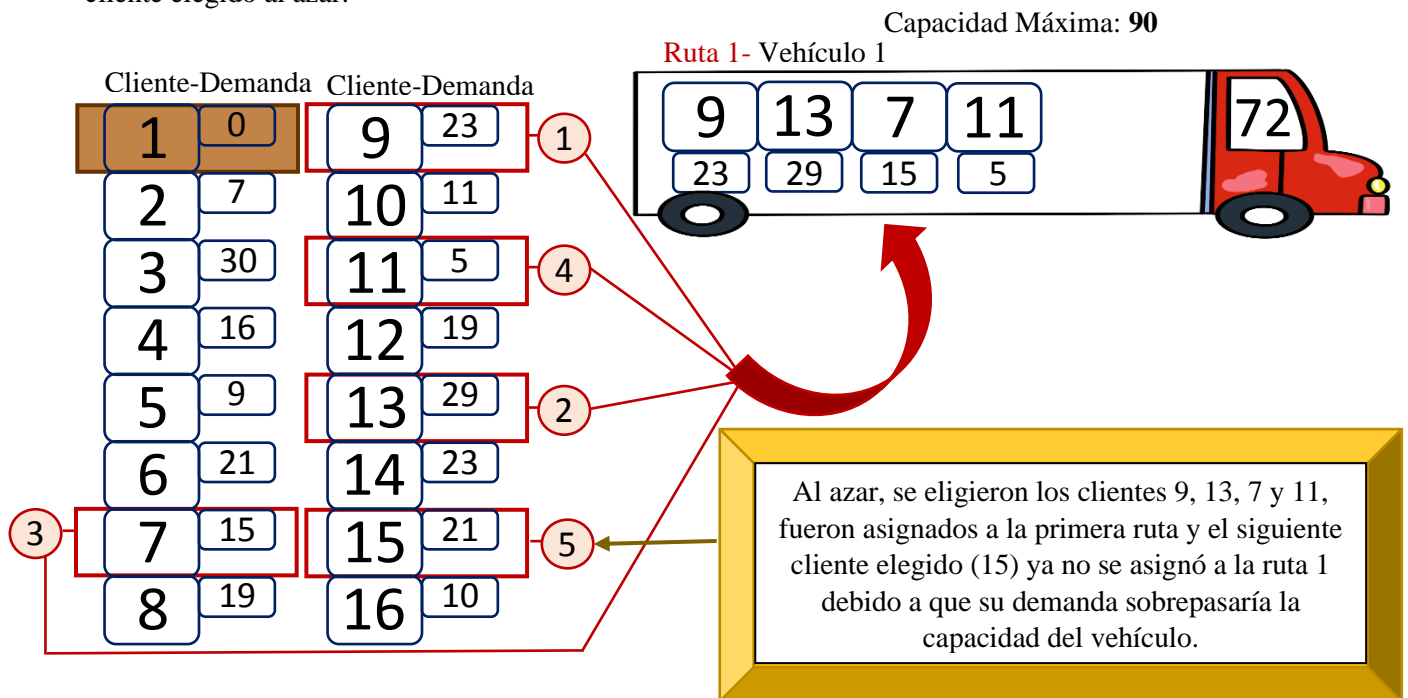 cliente elegido al azar.
Capacidad Máxima: 90
Ruta 1- Vehículo 1
Cliente-Demanda Cliente-Demanda
1 0
2 7
3 30
4 16
5 9
6 21
7 15
8 19
9 23
10 11
11 5
12 19
13 29
14 23
15 21
16 10
1
4
2
3
5
9 13 7 11
23 29 15 5
72
Al azar, se eligieron los clientes 9, 13, 7 y 11,
fueron asignados a la primera ruta y el siguiente
cliente elegido (15) ya no se asignó a la ruta 1
debido a que su demanda sobrepasaría la
capacidad del vehículo.